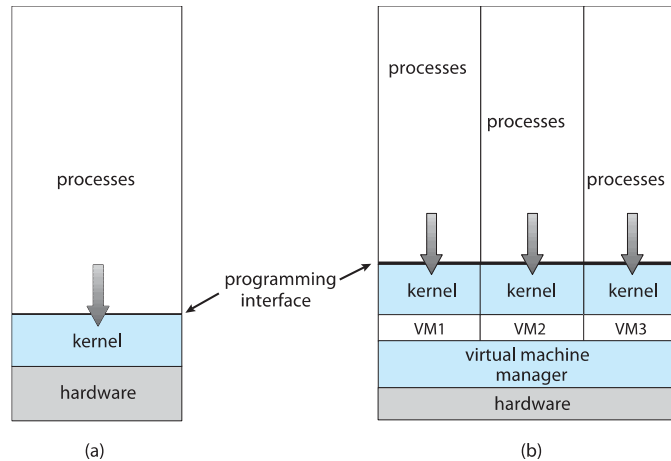 processes
programming
interface
kernel
hardware
(a)
processes
processes
processes
kernel kernel kernel
VM1 VM2 VM3
virtual machine
manager
hardware
(b)